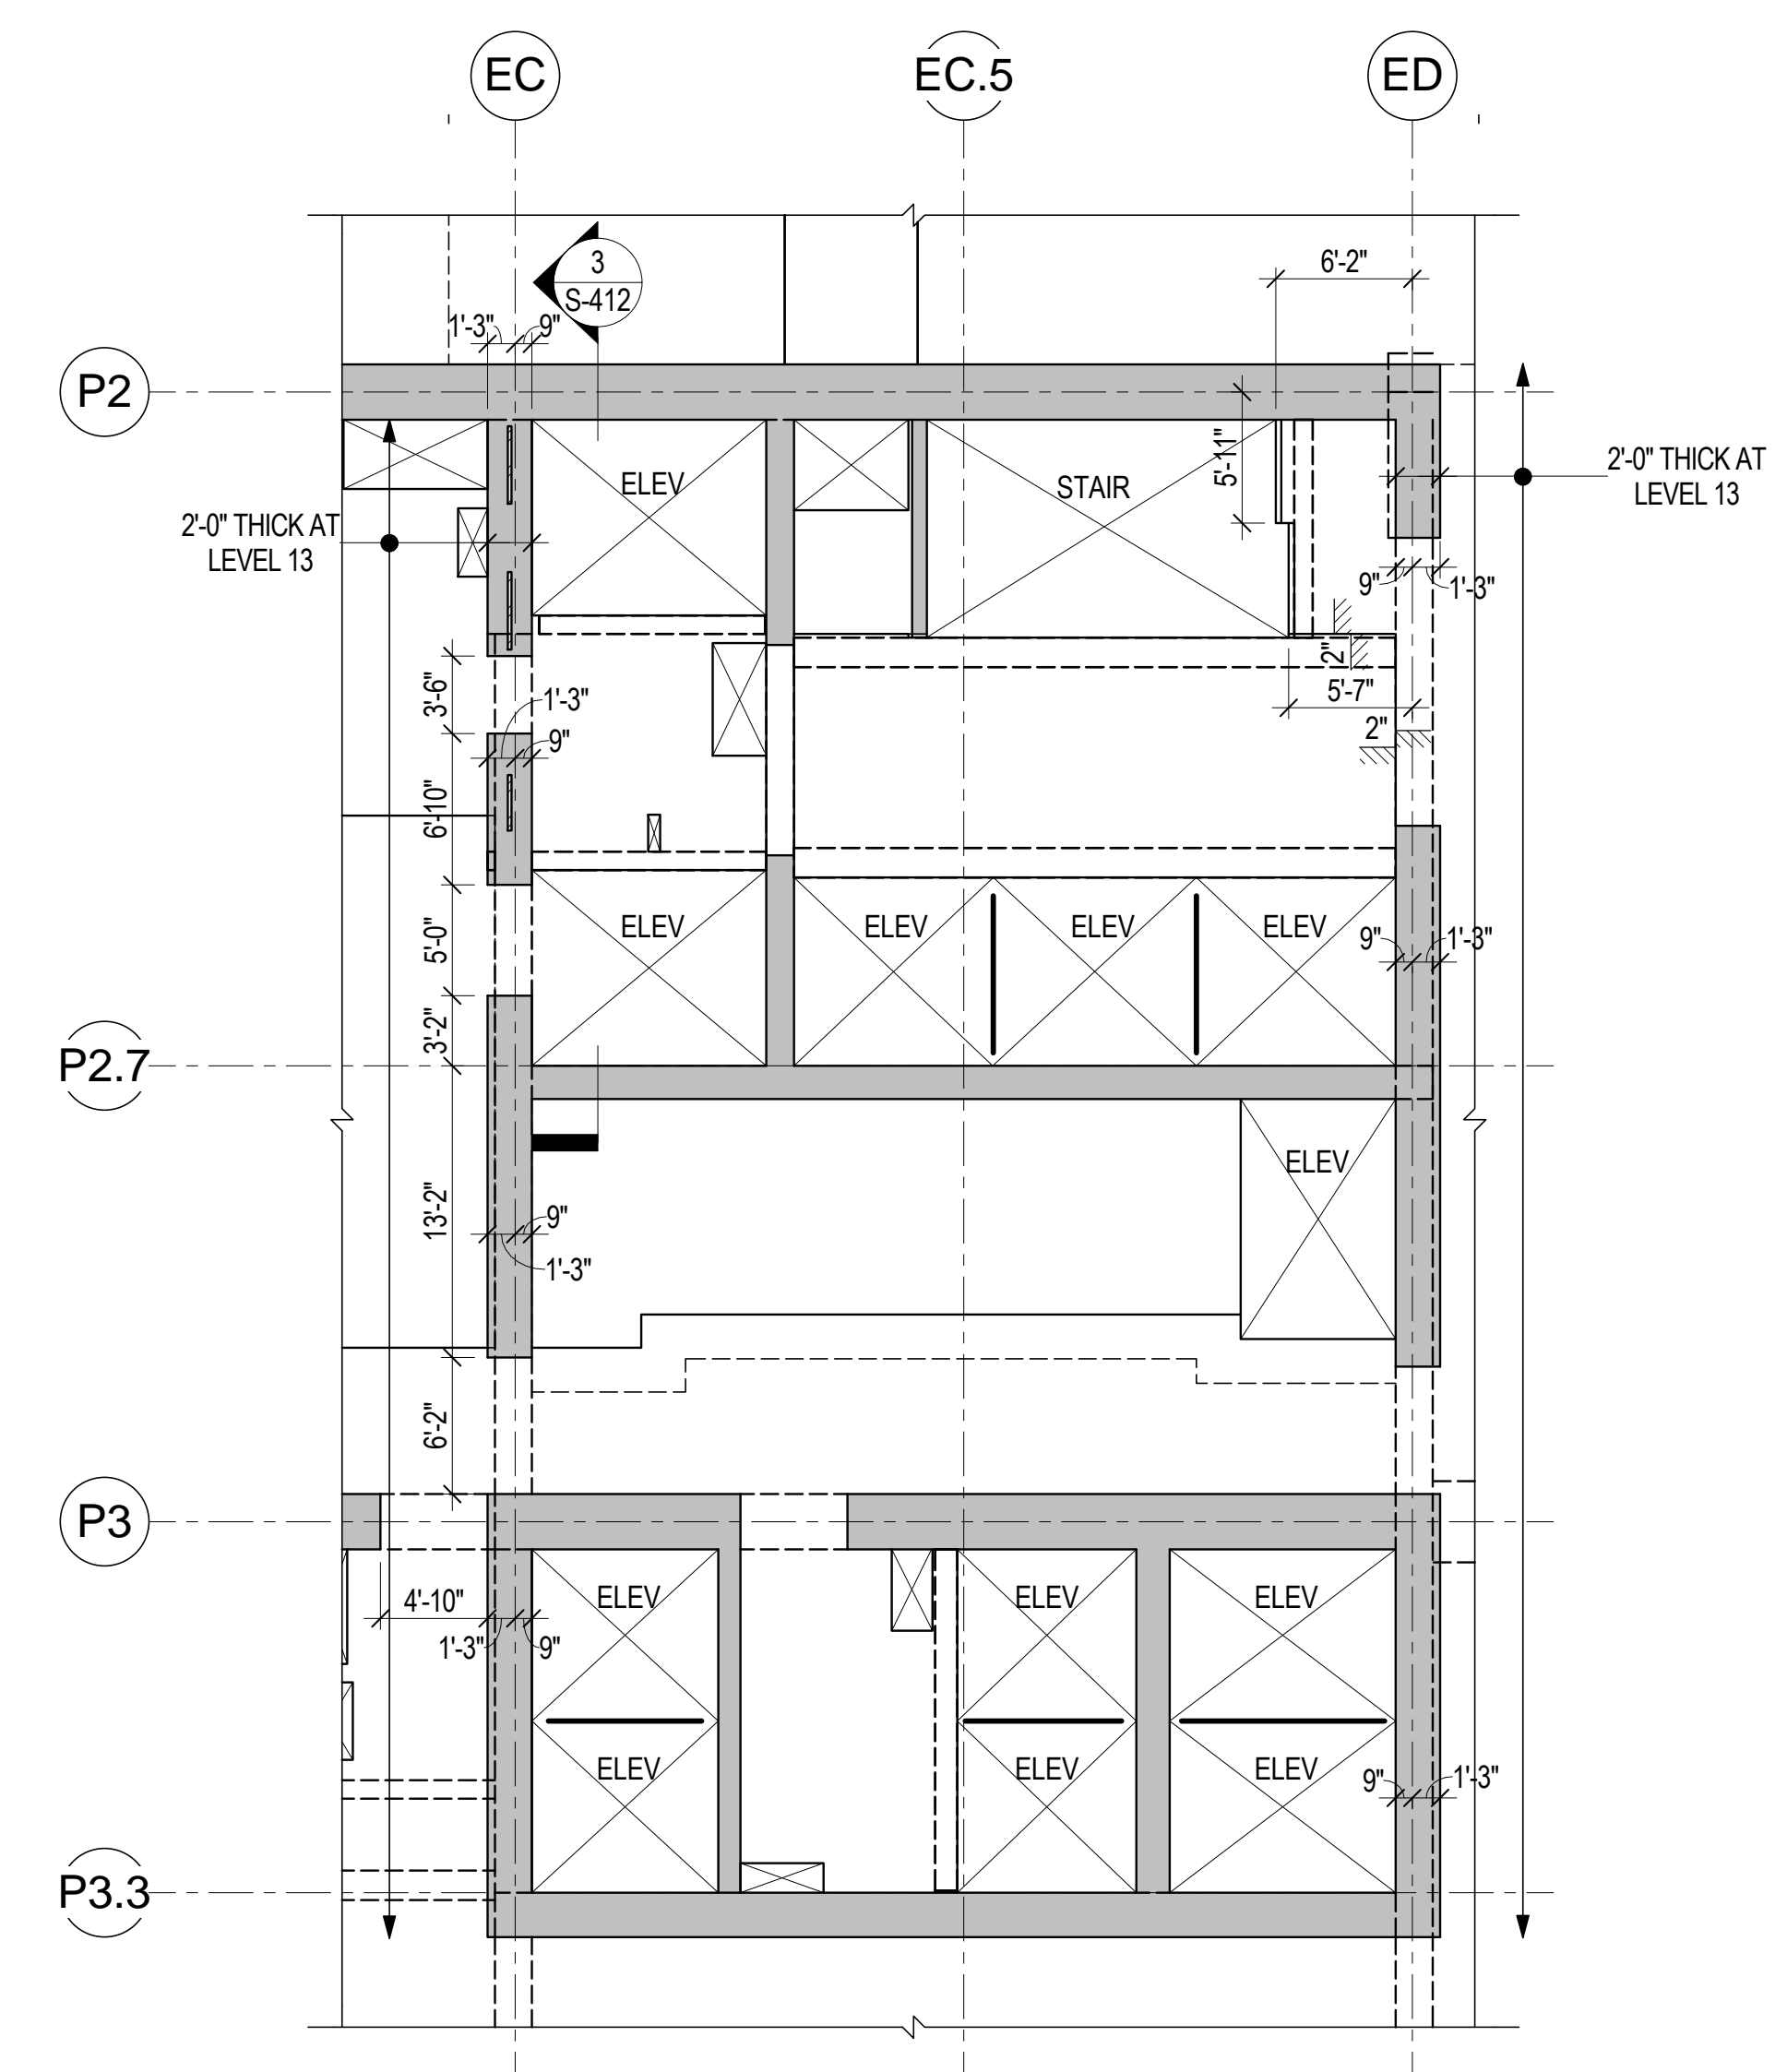 EC
EC.5
ED
3
S-412
6'-2"
1'-3"
9"
P2
5'-11"
2'-0" THICK AT
LEVEL 13
ELEV
STAIR
2'-0" THICK AT
LEVEL 13
9"
1'-3"
3'-6"
1'-3"
9"
2"
5'-7"
2"
6'-10"
ELEV
ELEV
ELEV
ELEV
9"
1'-3"
5'-0"
3'-2"
P2.7
ELEV
13'-2"
9"
1'-3"
6'-2"
P3
4'-10"
1'-3"
9"
ELEV
ELEV
ELEV
ELEV
ELEV
ELEV
9"
1'-3"
P3.3